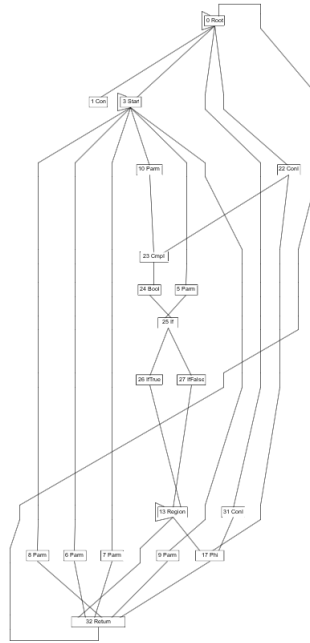 0 Root
1 Con
3 Start
10 Parm
22 ConI
23 CmpI
24 Bool
5 Parm
25 If
26 IfTrue
27 IfFalse
13 Region
31 ConI
8 Parm
6 Parm
7 Parm
9 Parm
17 Phi
32 Return